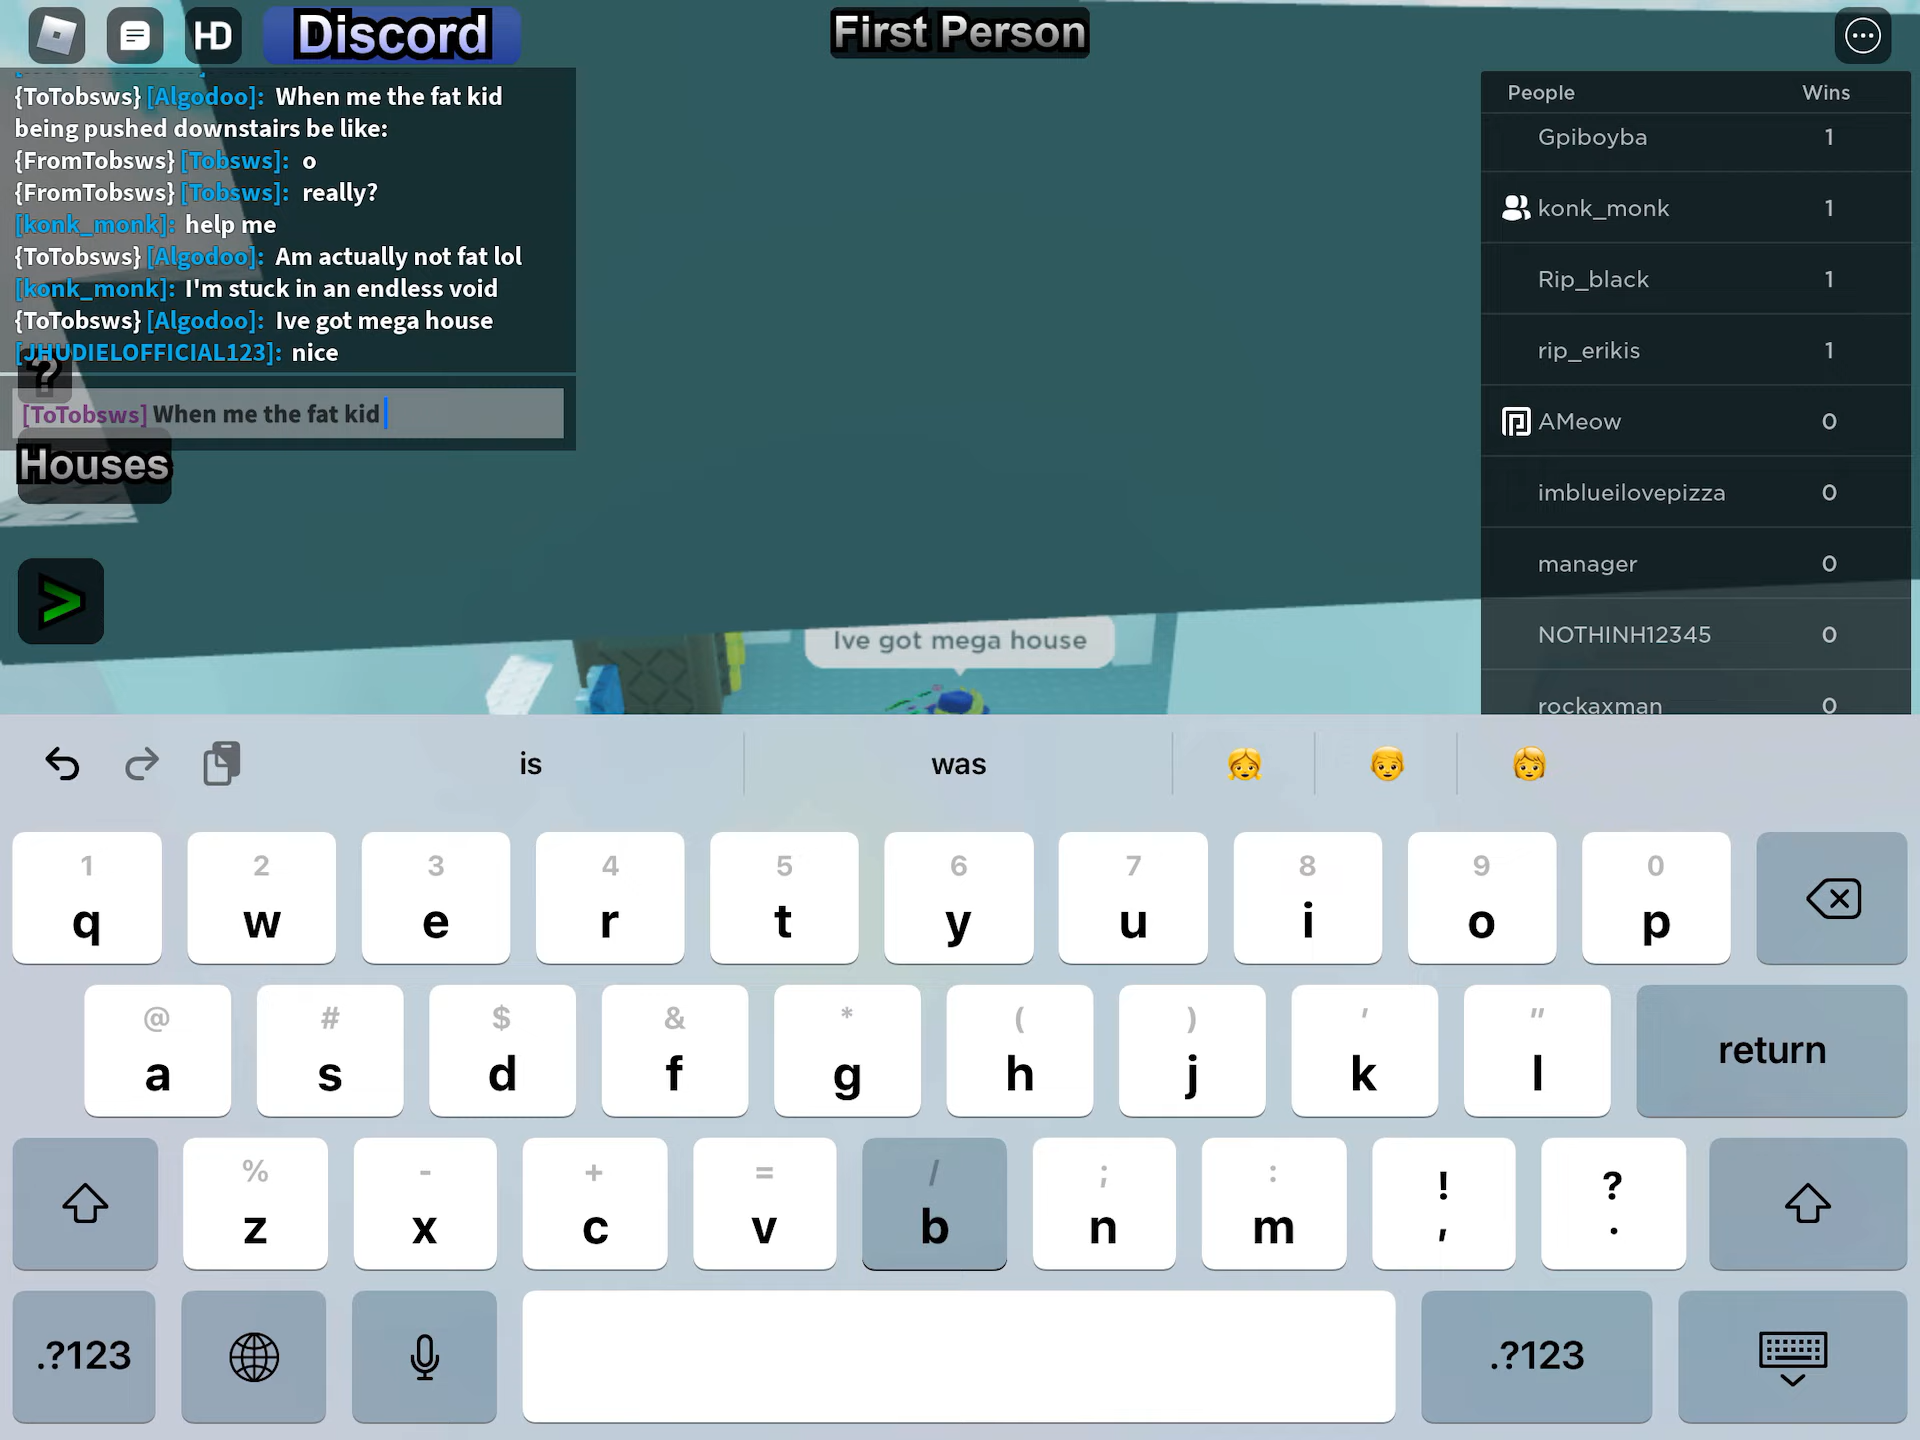 HD
Discord
First Person
{ToTobsws} [Algodoo]: When me the fat kid
being pushed downstairs be like:
{FromTobsws} [Tobsws]: o
{FromTobsws} [Tobsws]: really?
[konk_monk]: help me
{ToTobsws} [Algodoo]: Am actually not fat lol
[konk_monk]: I'm stuck in an endless void
{ToTobsws} [Algodoo]: Ive got mega house
[JHUDIELOFFICIAL123]: nice
?
[ToTobsws] When me the fat kid
Houses
>
People Wins
Gpiboyba 1
konk_monk 1
Rip_black 1
rip_erikis 1
AMeow 0
imblueilovepizza 0
manager 0
NOTHINH12345 0
rockaxman 0
Ive got mega house
is was
1 2 3 4 5 6 7 8 9 0
q w e r t y u i o p
@ # $ & * ( ) ' "
a s d f g h j k l return
% - + = / ; : ! ?
z x c v b n m , .
.?123 .?123